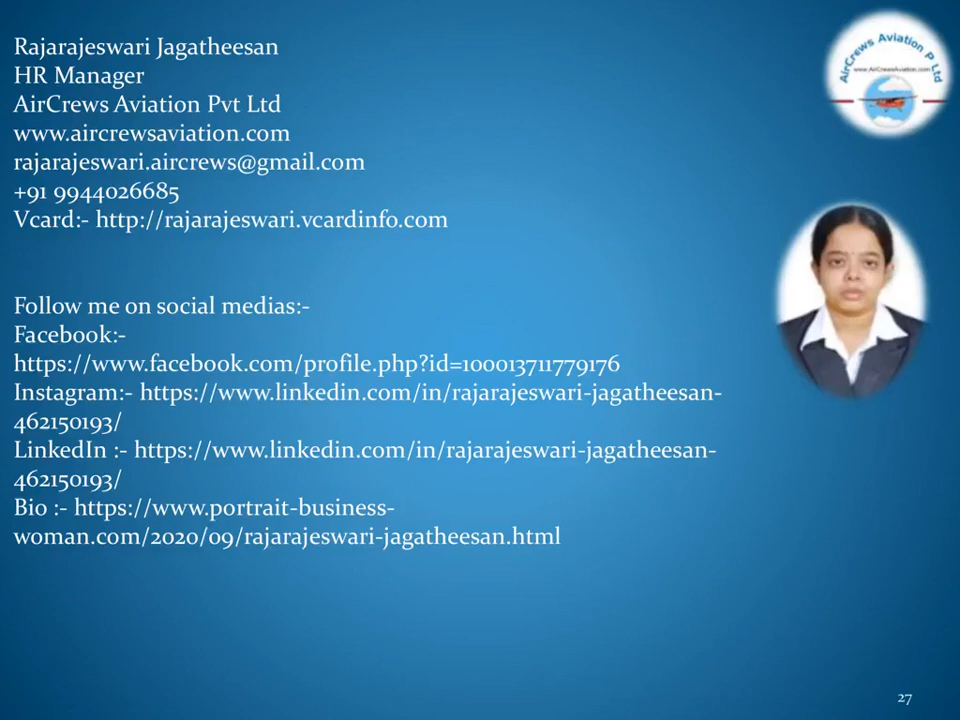 Rajarajeswari Jagatheesan
HR Manager
AirCrews Aviation Pvt Ltd
www.aircrewsaviation.com
rajarajeswari.aircrews@gmail.com
+91 9944026685
Vcard:- http://rajarajeswari.vcardinfo.com
Follow me on social medias:-
Facebook:-
https://www.facebook.com/profile.php?id=100013711779176
Instagram:- https://www.linkedin.com/in/rajarajeswari-jagatheesan-
462150193/
LinkedIn :- https://www.linkedin.com/in/rajarajeswari-jagatheesan-
462150193/
Bio :- https://www.portrait-business-
woman.com/2020/09/rajarajeswari-jagatheesan.html
AirCrews Aviation P Ltd
www.AirCrewsAviation.com
27